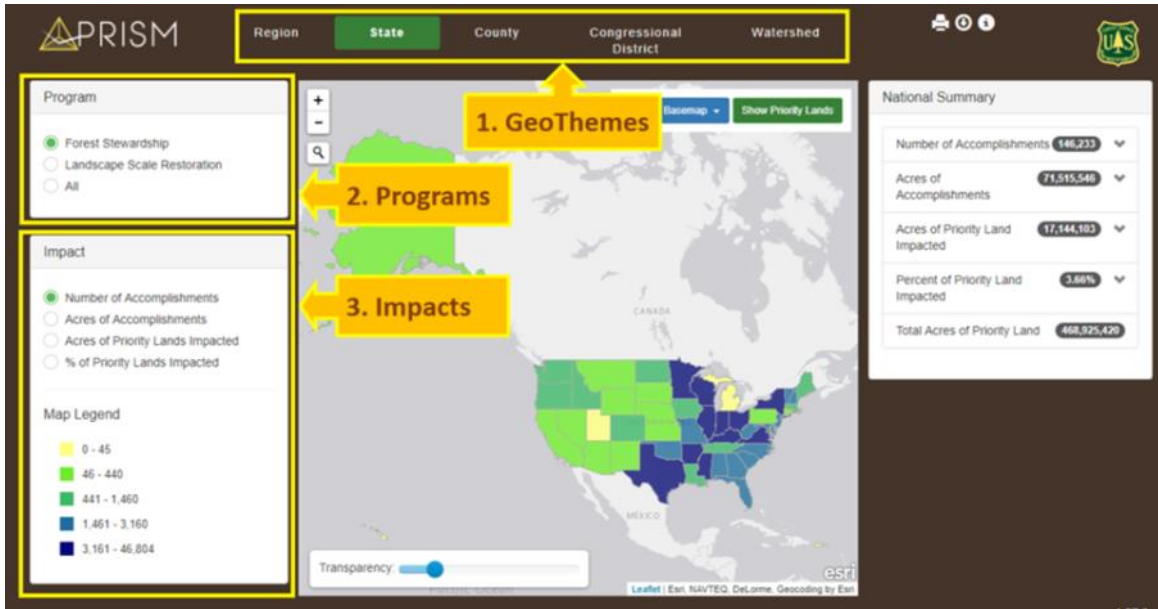 PRISM
Region
State
County
Congressional
District
Watershed
UAS
1. GeoThemes
Program
Forest Stewardship
Landscape Scale Restoration
All
2. Programs
Impact
Number of Accomplishments
Acres of Accomplishments
Acres of Priority Lands Impacted
% of Priority Lands Impacted
3. Impacts
Map Legend
0 - 45
46 - 440
441 - 1,460
1,461 - 3,160
3,161 - 46,804
+
-
Basemap
Show Priority Lands
CANADA
MÉXICO
Transparency:
esri
Leaflet | Esri, NAVTEQ, DeLorme, Geocoding by Esri
National Summary
Number of Accomplishments 146,233
Acres of 71,515,546
Accomplishments
Acres of Priority Land 17,144,103
Impacted
Percent of Priority Land 3.66%
Impacted
Total Acres of Priority Land 468,925,420